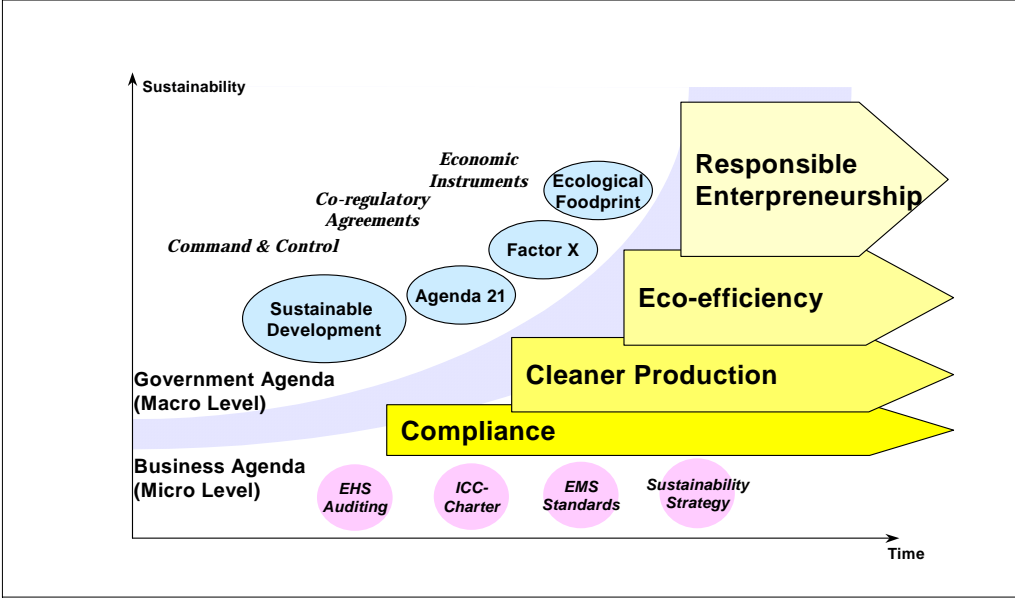 Sustainability
Economic
Instruments
Co-regulatory
Agreements
Command & Control
Ecological
Foodprint
Factor X
Agenda 21
Sustainable
Development
Responsible
Enterpreneurship
Eco-efficiency
Cleaner Production
Compliance
Government Agenda
(Macro Level)
Business Agenda
(Micro Level)
EHS
Auditing
ICC-
Charter
EMS
Standards
Sustainability
Strategy
Time